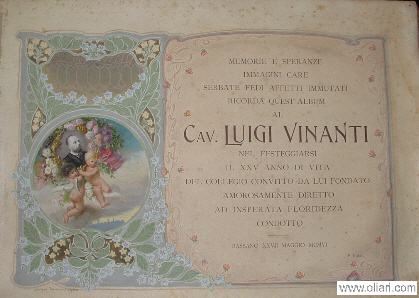 MEMORIE E SPERANZE
IMMAGINI CARE
SERBATE FEDI AFFETTI IMMUTATI
RICORDA QUEST'ALBUM
AL
CAV. LUIGI VINANTI
NEL FESTEGGIARSI
IL XXV ANNO DI VITA
DEL COLLEGIO CONVITTO DA LUI FONDATO
AMOROSAMENTE DIRETTO
AD INSPERATA FLORIDEZZA
CONDOTTO
BASSANO XXVII MAGGIO MCMVI
www.oliari.com